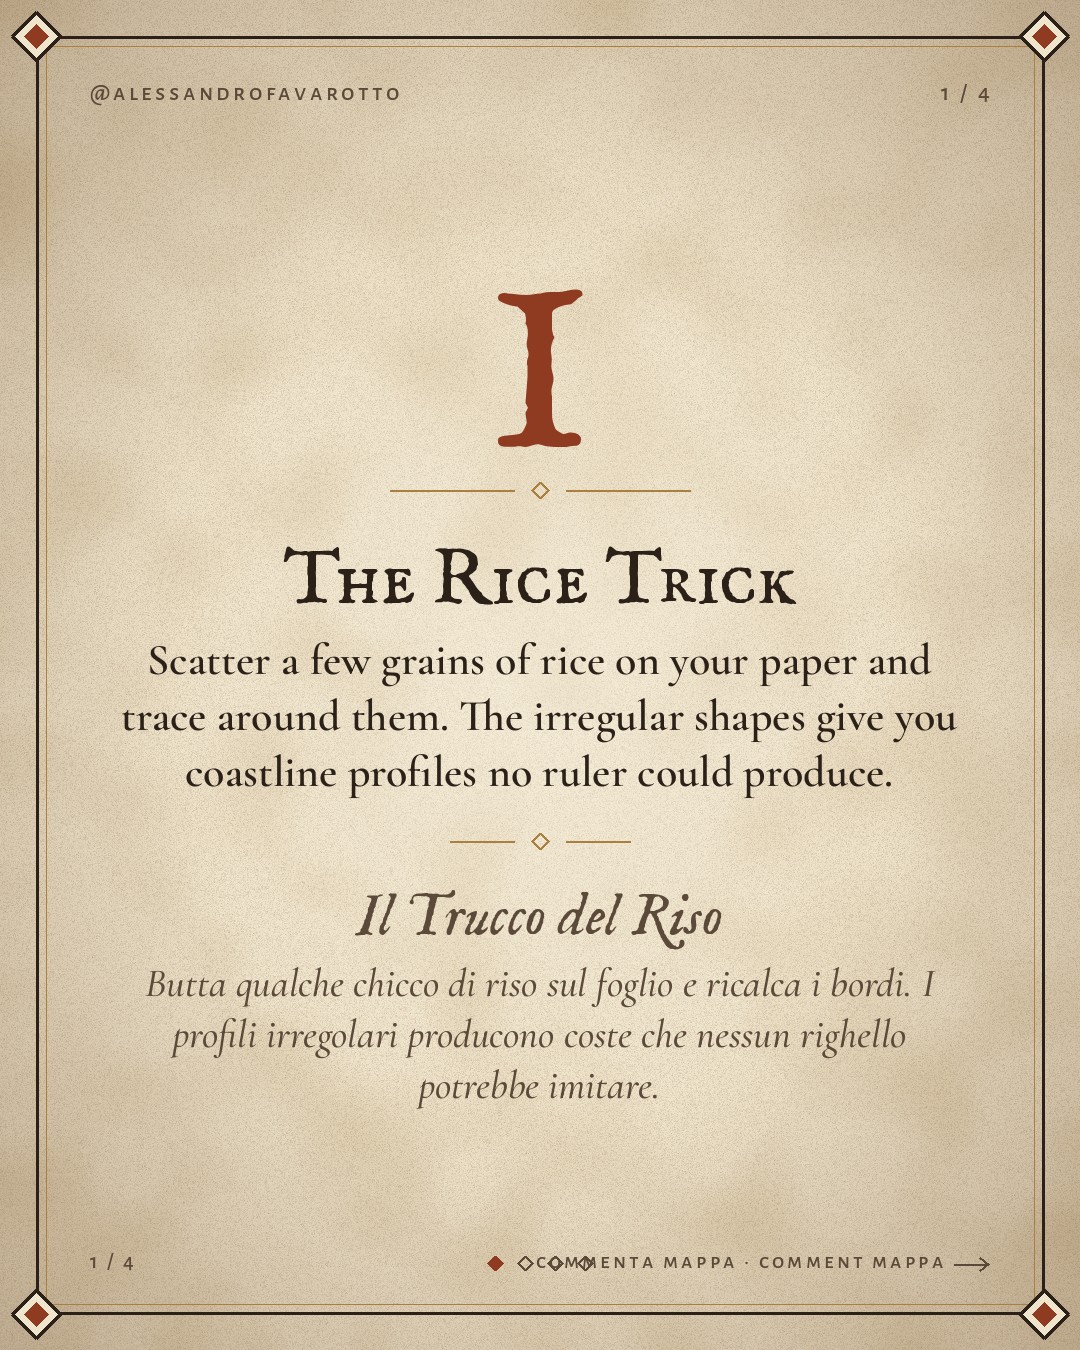 @ALESSANDROFAVAROTTO
1 / 4
I
The Rice Trick
Scatter a few grains of rice on your paper and
trace around them. The irregular shapes give you
coastline profiles no ruler could produce.
Il Trucco del Riso
Butta qualche chicco di riso sul foglio e ricalca i bordi. I
profili irregolari producono coste che nessun righello
potrebbe imitare.
1 / 4
COMMENTA MAPPA · COMMENT MAPPA